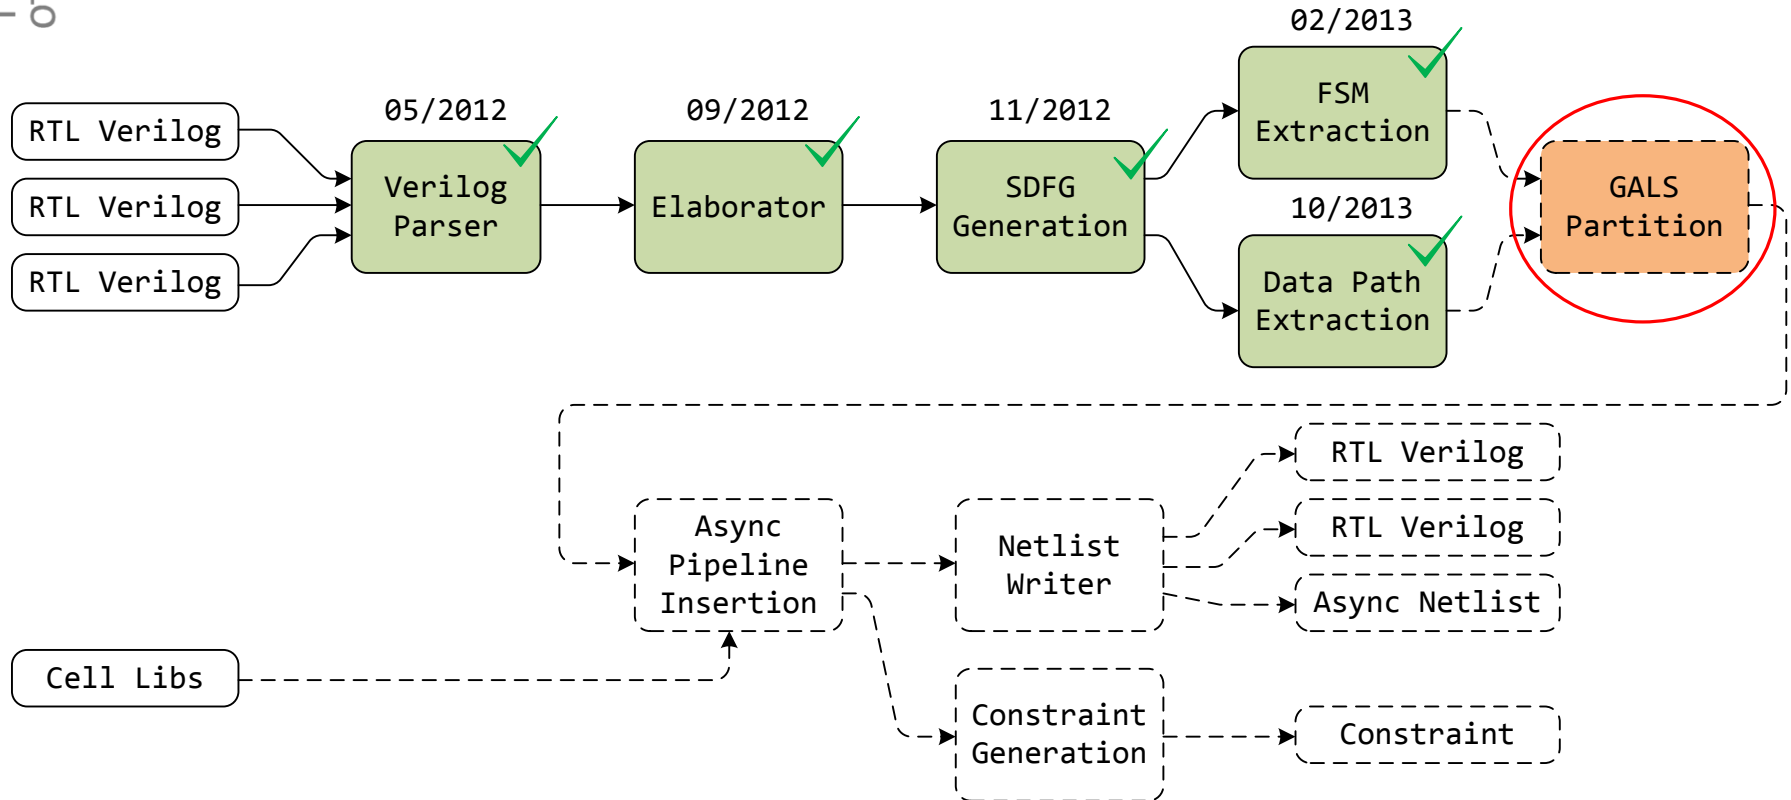 02/2013
05/2012
09/2012
11/2012
FSM
Extraction
RTL Verilog
RTL Verilog
RTL Verilog
Verilog
Parser
Elaborator
SDFG
Generation
10/2013
Data Path
Extraction
GALS
Partition
RTL Verilog
RTL Verilog
Async Netlist
Async
Pipeline
Insertion
Netlist
Writer
Cell Libs
Constraint
Generation
Constraint